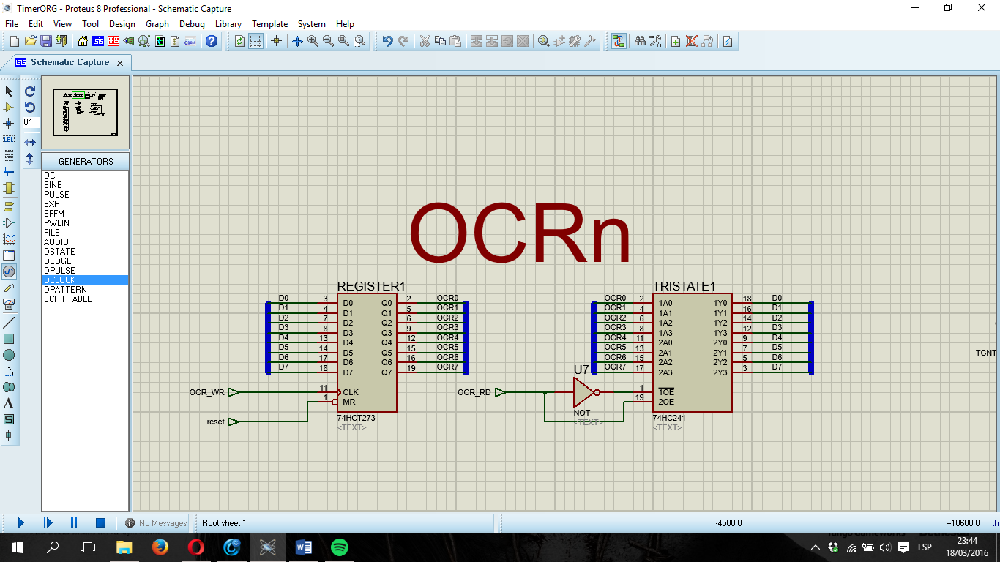 TimerORG - Proteus 8 Professional - Schematic Capture
File Edit View Tool Design Graph Debug Library Template System Help
Schematic Capture
0°
LBL
GENERATORS
DC
SINE
PULSE
EXP
SFFM
PWLIN
FILE
AUDIO
DSTATE
DEDGE
DPULSE
DCLOCK
DPATTERN
SCRIPTABLE
OCRn
REGISTER1
D0 3 D0 Q0 2 OCR0
D1 4 D1 Q1 5 OCR1
D2 7 D2 Q2 6 OCR2
D3 8 D3 Q3 9 OCR3
D4 13 D4 Q4 12 OCR4
D5 14 D5 Q5 15 OCR5
D6 17 D6 Q6 16 OCR6
D7 18 D7 Q7 19 OCR7
OCR_WR 11 CLK
1 MR
reset
74HCT273
<TEXT>
TRISTATE1
OCR0 2 1A0 1Y0 18 D0
OCR1 4 1A1 1Y1 16 D1
OCR2 6 1A2 1Y2 14 D2
OCR3 8 1A3 1Y3 12 D3
OCR4 11 2A0 2Y0 9 D4
OCR5 13 2A1 2Y1 7 D5
OCR6 15 2A2 2Y2 5 D6
OCR7 17 2A3 2Y3 3 D7
U7
OCR_RD 1 1OE
19 2OE
NOT
<TEXT>
74HC241
<TEXT>
TCNT
No Messages Root sheet 1 -4500.0 +10600.0 th
ESP
23:44
18/03/2016